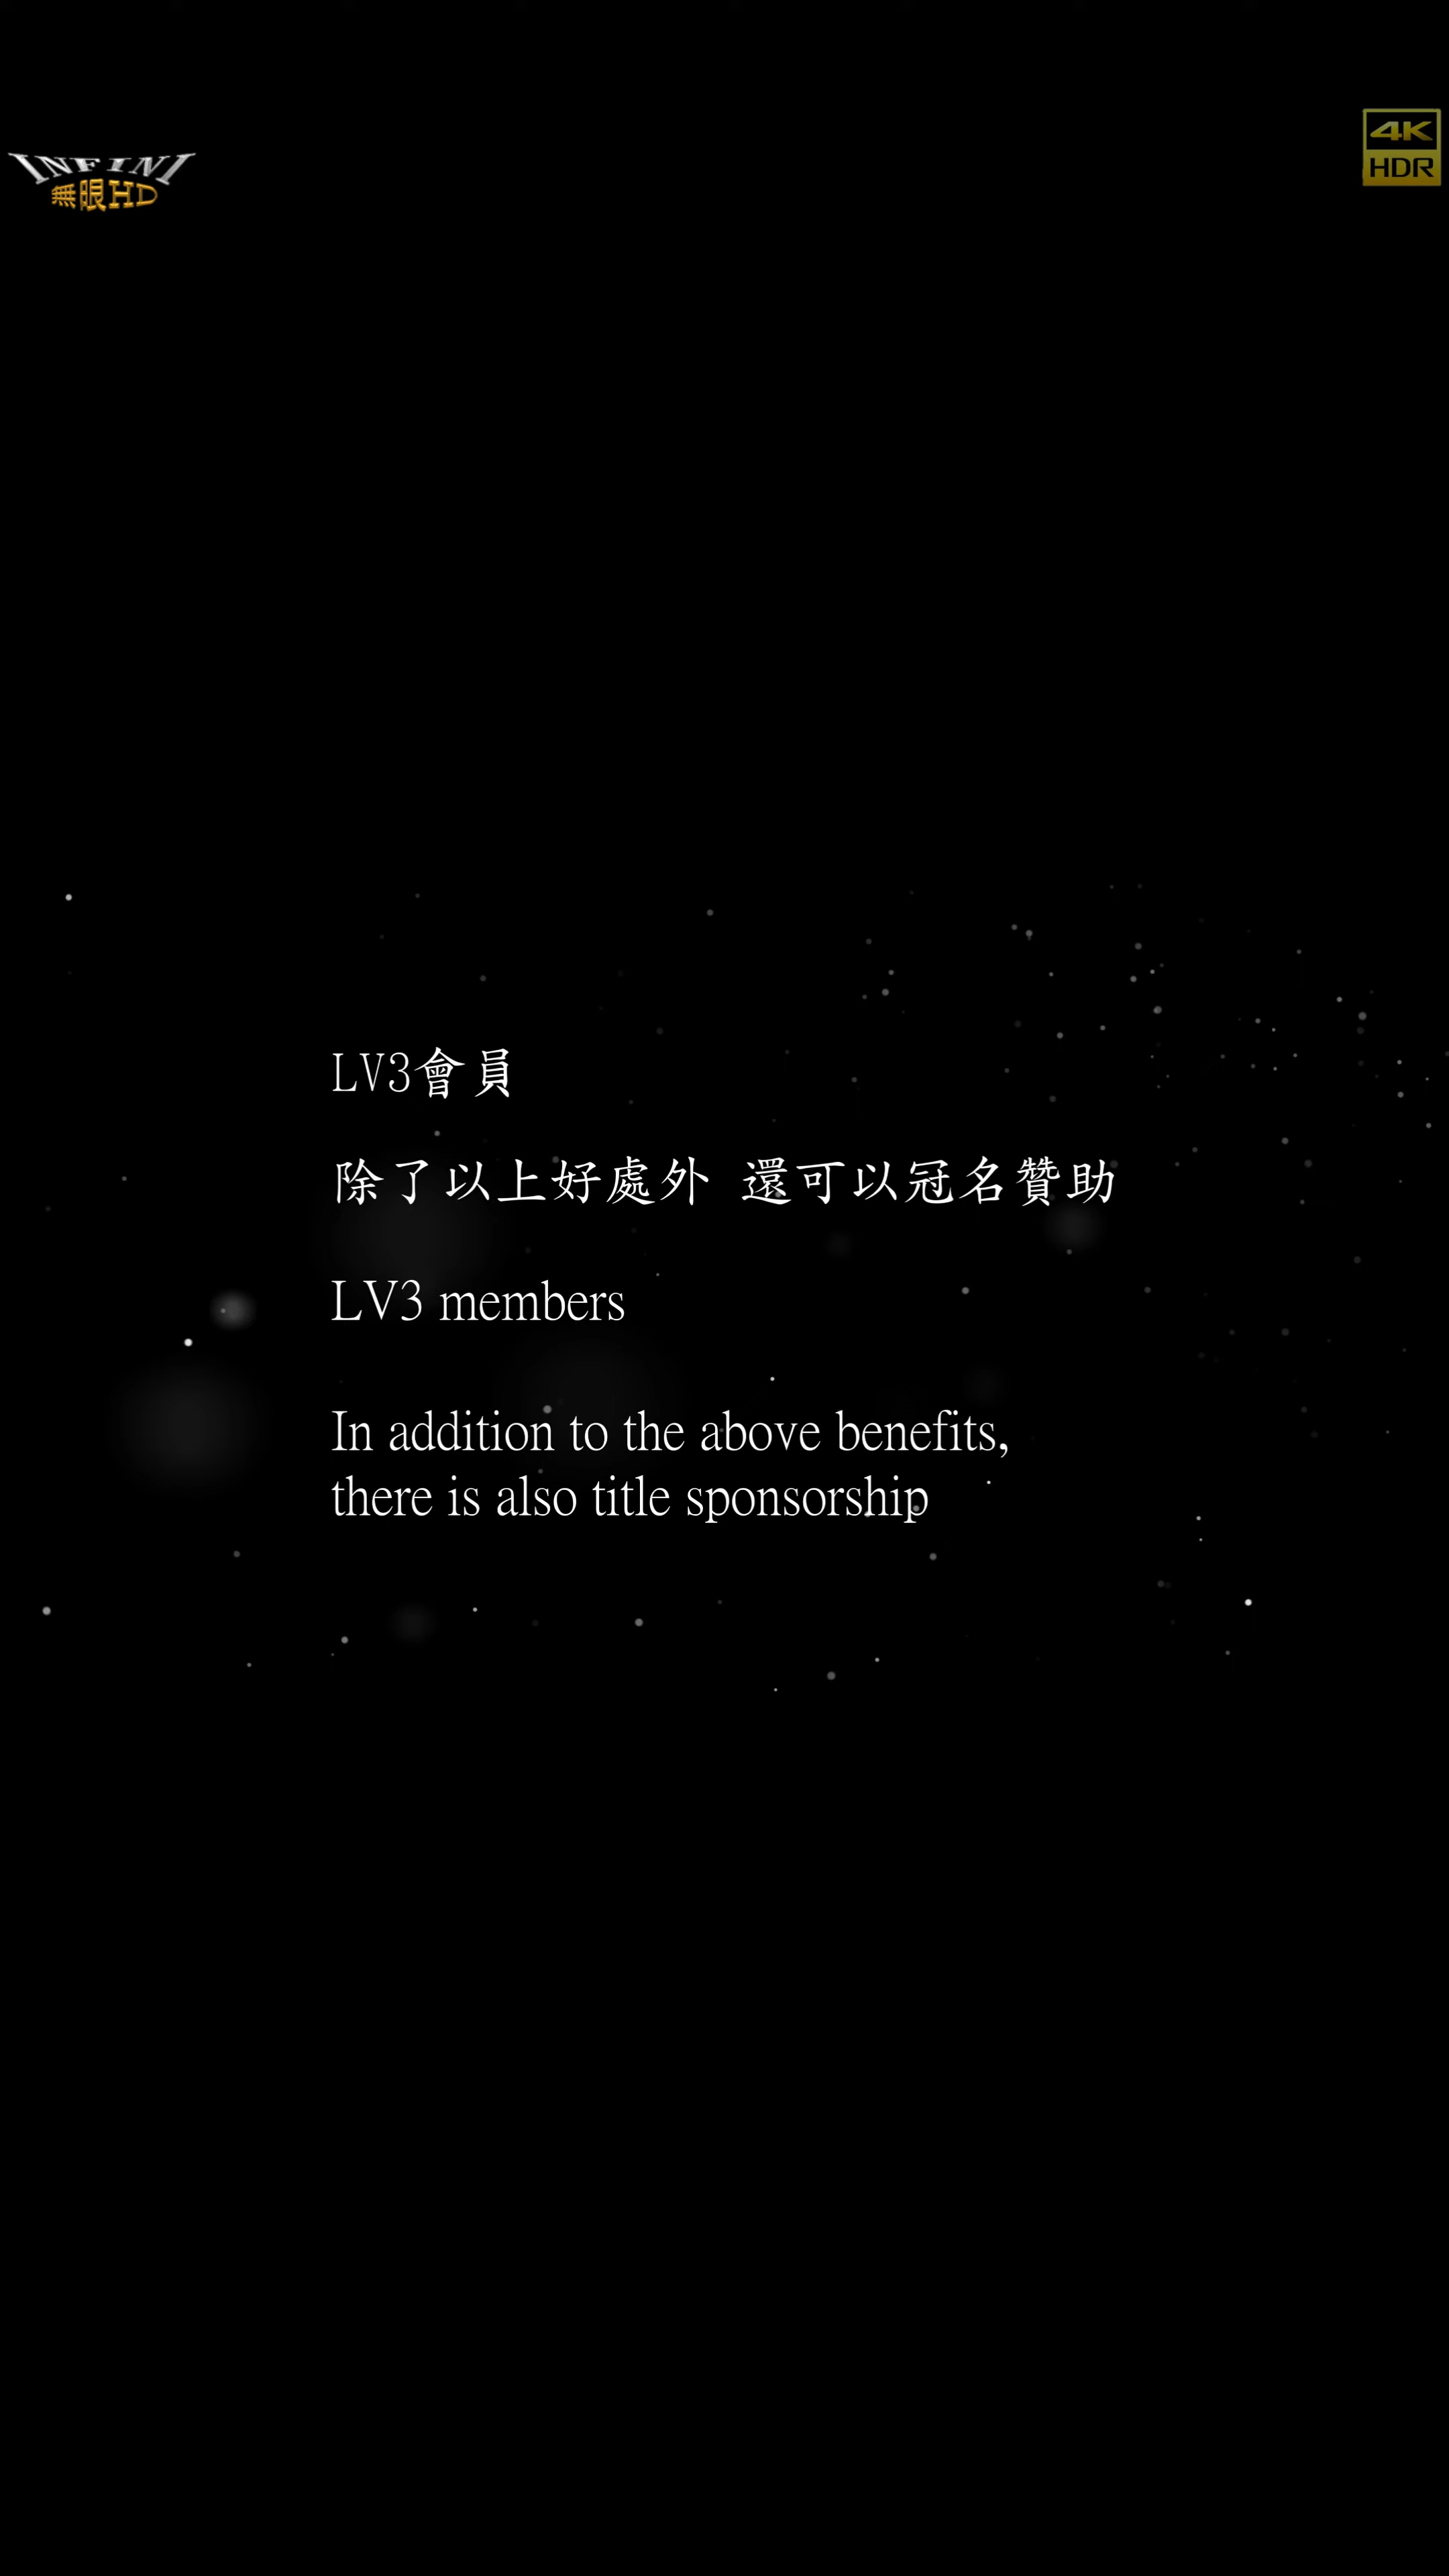 INFINI
4K
無限HD
HDR
LV3會員
除了以上好處外 還可以冠名贊助
LV3 members
In addition to the above benefits,
there is also title sponsorship